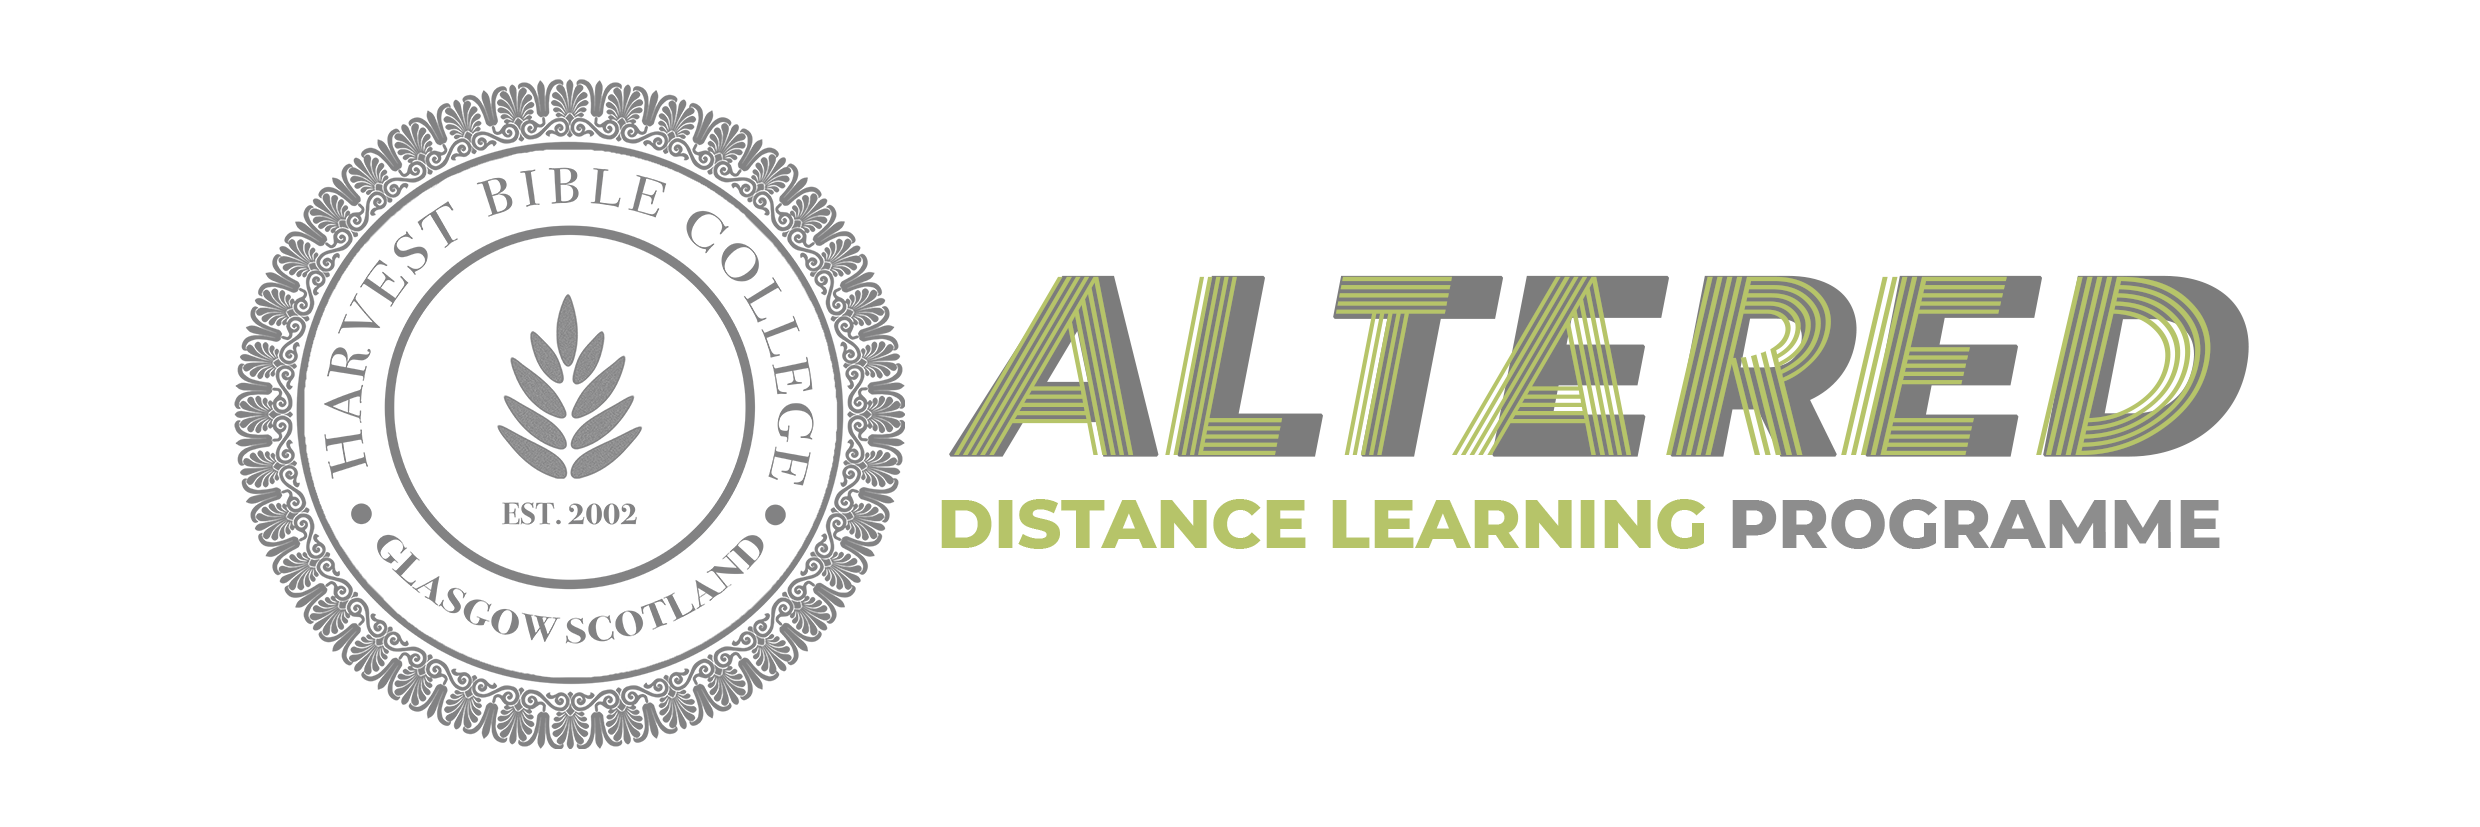 HARVEST BIBLE COLLEGE
EST. 2002
• GLASGOW SCOTLAND •
ALTERED
DISTANCE LEARNING PROGRAMME